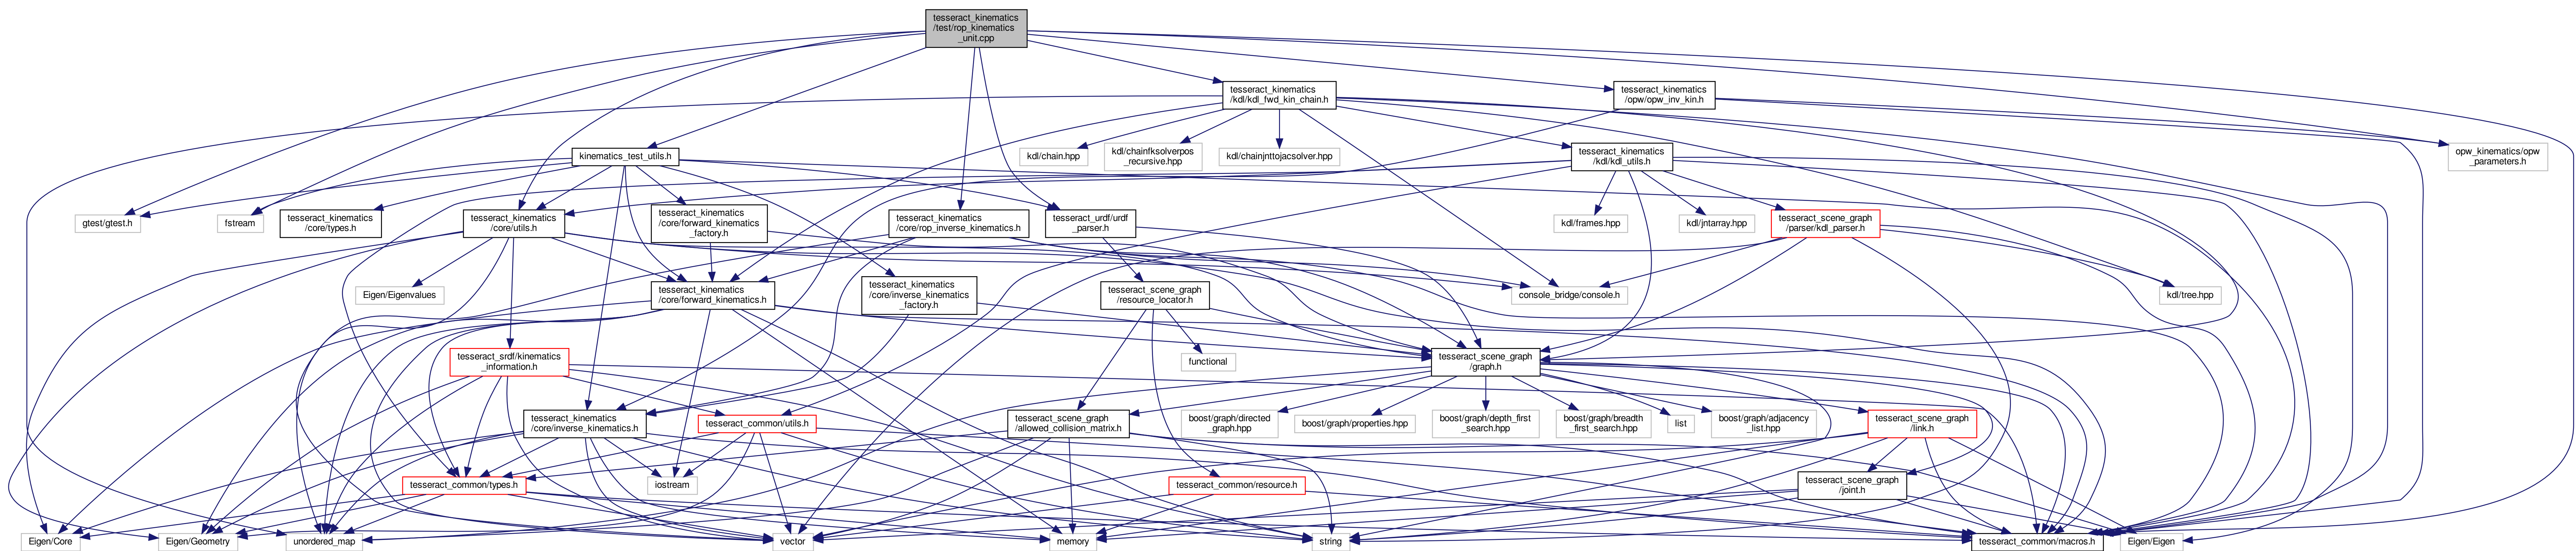 tesseract_kinematics
/test/rop_kinematics
_unit.cpp
tesseract_kinematics
/kdl/kdl_fwd_kin_chain.h
tesseract_kinematics
/opw/opw_inv_kin.h
kinematics_test_utils.h
kdl/chain.hpp
kdl/chainfksolverpos
_recursive.hpp
kdl/chainjnttojacsolver.hpp
tesseract_kinematics
/kdl/kdl_utils.h
opw_kinematics/opw
_parameters.h
gtest/gtest.h
fstream
tesseract_kinematics
/core/types.h
tesseract_kinematics
/core/utils.h
tesseract_kinematics
/core/forward_kinematics
_factory.h
tesseract_kinematics
/core/rop_inverse_kinematics.h
tesseract_urdf/urdf
_parser.h
kdl/frames.hpp
kdl/jntarray.hpp
tesseract_scene_graph
/parser/kdl_parser.h
Eigen/Eigenvalues
tesseract_kinematics
/core/forward_kinematics.h
tesseract_kinematics
/core/inverse_kinematics
_factory.h
tesseract_scene_graph
/resource_locator.h
console_bridge/console.h
kdl/tree.hpp
tesseract_srdf/kinematics
_information.h
functional
tesseract_scene_graph
/graph.h
tesseract_kinematics
/core/inverse_kinematics.h
tesseract_common/utils.h
tesseract_scene_graph
/allowed_collision_matrix.h
boost/graph/directed
_graph.hpp
boost/graph/properties.hpp
boost/graph/depth_first
_search.hpp
boost/graph/breadth
_first_search.hpp
list
boost/graph/adjacency
_list.hpp
tesseract_scene_graph
/link.h
tesseract_common/types.h
iostream
tesseract_common/resource.h
tesseract_scene_graph
/joint.h
Eigen/Core
Eigen/Geometry
unordered_map
vector
memory
string
tesseract_common/macros.h
Eigen/Eigen